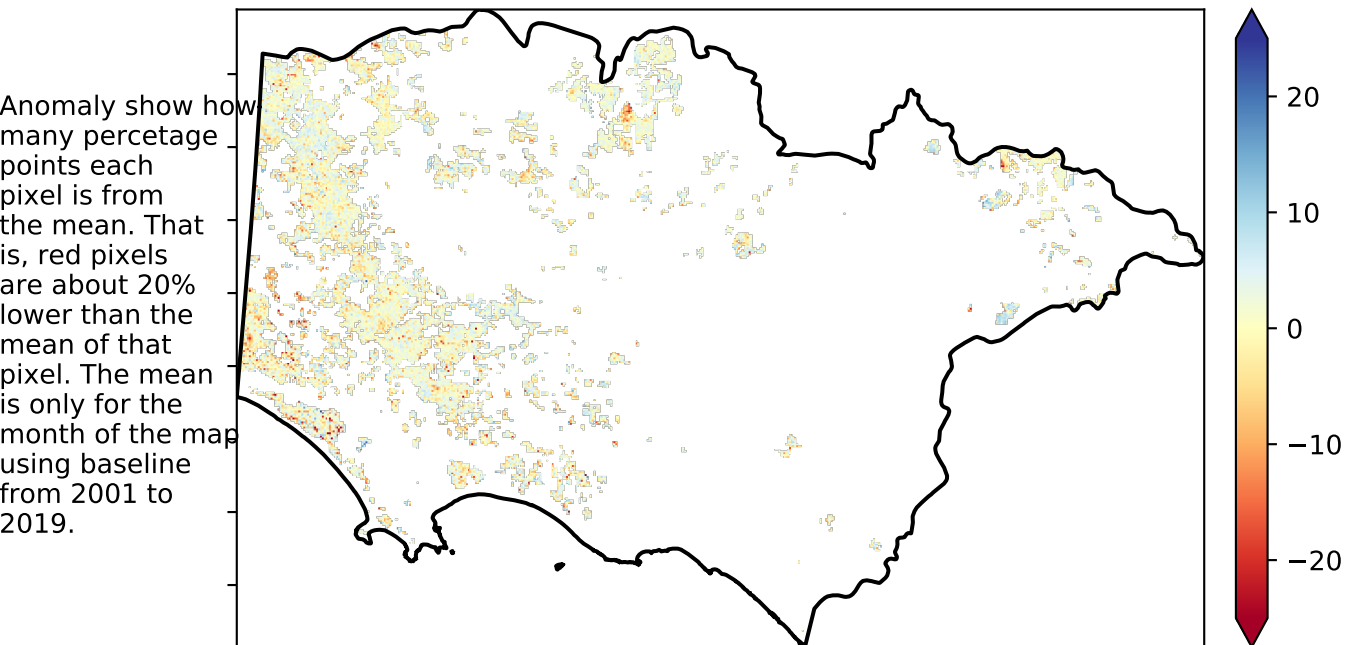 Anomaly show how
many percetage
points each
pixel is from
the mean. That
is, red pixels
are about 20%
lower than the
mean of that
pixel. The mean
is only for the
month of the map
using baseline
from 2001 to
2019.
20
10
0
−10
−20